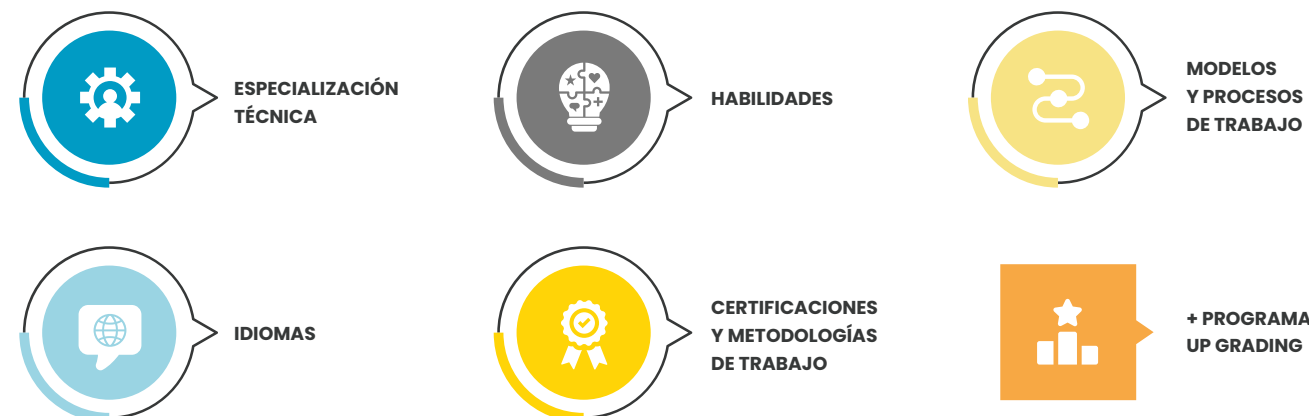 ESPECIALIZACIÓN
TÉCNICA
HABILIDADES
MODELOS
Y PROCESOS
DE TRABAJO
IDIOMAS
CERTIFICACIONES
Y METODOLOGÍAS
DE TRABAJO
+ PROGRAMA
UP GRADING